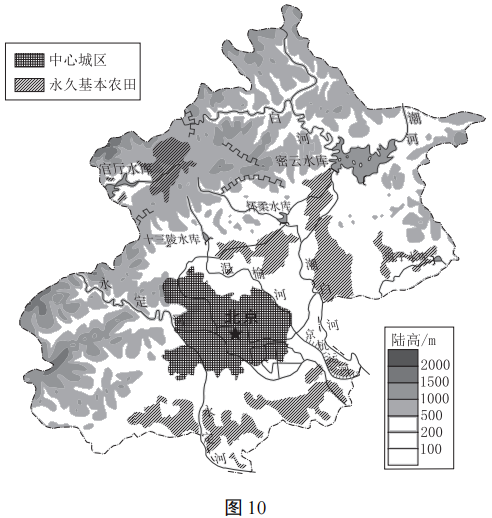 中心城区
永久基本农田
白
河
潮
河
官厅水库
密云水库
怀柔水库
十三陵水库
温
榆
河
潮
白
河
永
定
北京
京
杭
永
河
陆高/m
2000
1500
1000
500
200
100
图10